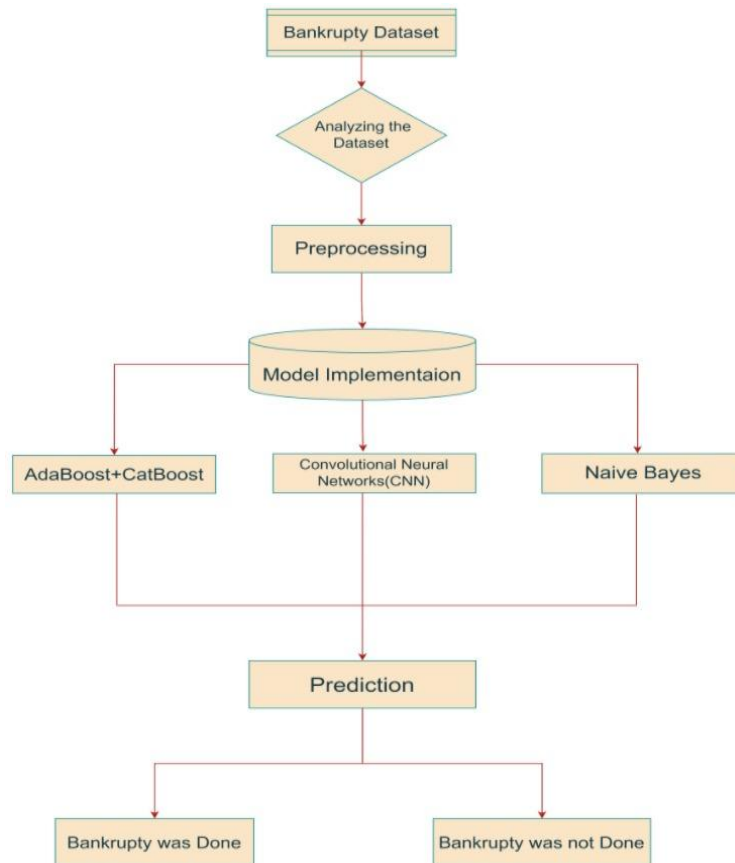 Bankrupty Dataset
Analyzing the
Dataset
Preprocessing
Model Implementaion
AdaBoost+CatBoost
Convolutional Neural
Networks(CNN)
Naive Bayes
Prediction
Bankrupty was Done
Bankrupty was not Done